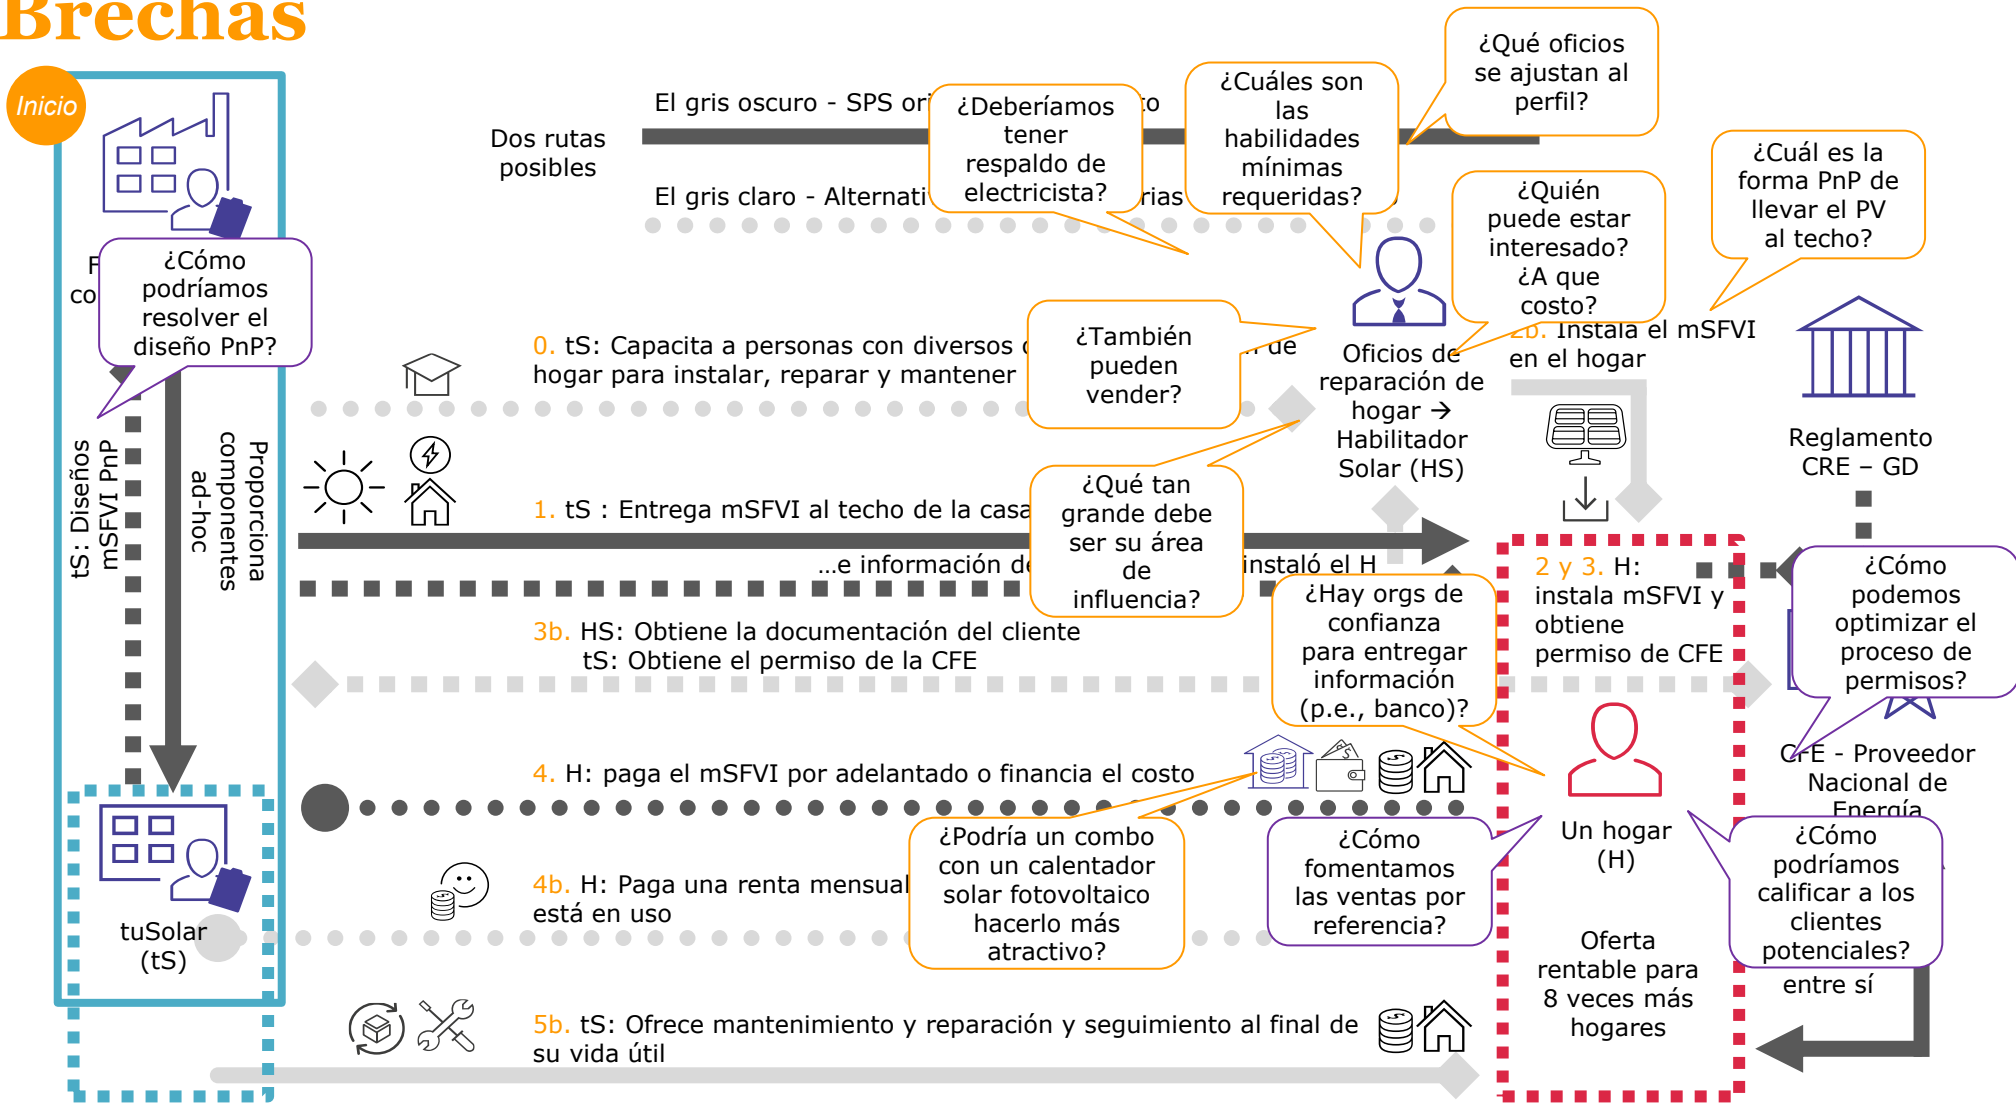 Brechas
Inicio
Dos rutas
posibles
El gris oscuro - SPS
El gris claro -
¿Deberíamos
tener
respaldo de
electricista?
¿Cuáles son
las
habilidades
mínimas
requeridas?
¿Qué oficios
se ajustan al
perfil?
¿Cuál es la
forma PnP de
llevar el PV
al techo?
¿Quién
puede estar
interesado?
¿A que
costo?
¿Cómo
podríamos
resolver el
diseño PnP?
0. tS: Capacita a personas con diversos
de
hogar para instalar, reparar y mantener
¿También
pueden
vender?
Oficios de
reparación de
hogar →
Habilitador
Solar (HS)
2b. Instala el mSFVI
en el hogar
Reglamento
CRE – GD
tS: Diseños
mSFVI PnP
Proporciona
componentes
ad-hoc
1. tS : Entrega mSFVI al techo de la casa
...e información de
instaló el H
¿Qué tan
grande debe
ser su área
de
influencia?
3b. HS: Obtiene la documentación del cliente
tS: Obtiene el permiso de la CFE
¿Hay orgs de
confianza
para entregar
información
(p.e., banco)?
2 y 3. H:
instala mSFVI y
obtiene
permiso de CFE
¿Cómo
podemos
optimizar el
proceso de
permisos?
4. H: paga el mSFVI por adelantado o financia el costo
CFE - Proveedor
Nacional de
Energía
tuSolar
(tS)
4b. H: Paga una renta mensual
está en uso
¿Podría un combo
con un calentador
solar fotovoltaico
hacerlo más
atractivo?
¿Cómo
fomentamos
las ventas por
referencia?
Un hogar
(H)
Oferta
rentable para
8 veces más
hogares
¿Cómo
podríamos
calificar a los
clientes
potenciales?
entre sí
5b. tS: Ofrece mantenimiento y reparación y seguimiento al final de
su vida útil